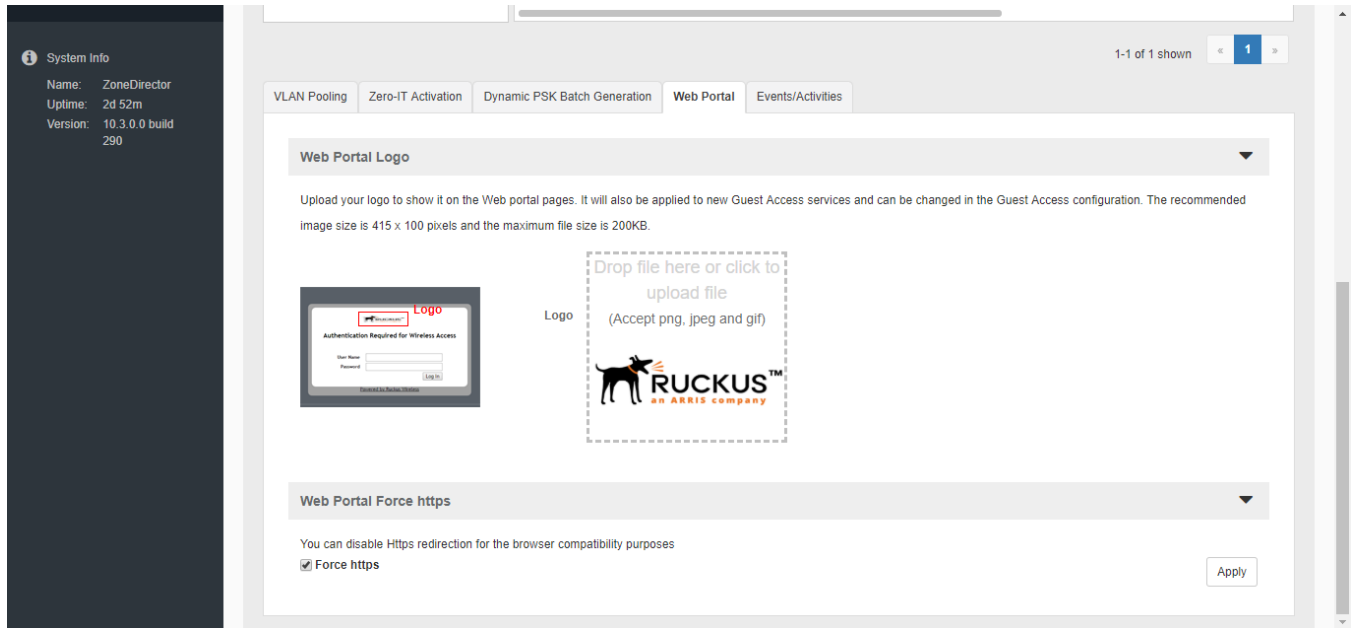 System Info
Name: ZoneDirector
Uptime: 2d 52m
Version: 10.3.0.0 build
290
1-1 of 1 shown « 1 »
VLAN Pooling Zero-IT Activation Dynamic PSK Batch Generation Web Portal Events/Activities
Web Portal Logo
Upload your logo to show it on the Web portal pages. It will also be applied to new Guest Access services and can be changed in the Guest Access configuration. The recommended
image size is 415 x 100 pixels and the maximum file size is 200KB.
Logo
Authentication Required for Wireless Access
User Name
Password
Log In
Powered by Ruckus Wireless
Logo
Drop file here or click to
upload file
(Accept png, jpeg and gif)
RUCKUS™
an ARRIS company
Web Portal Force https
You can disable Https redirection for the browser compatibility purposes
Force https
Apply